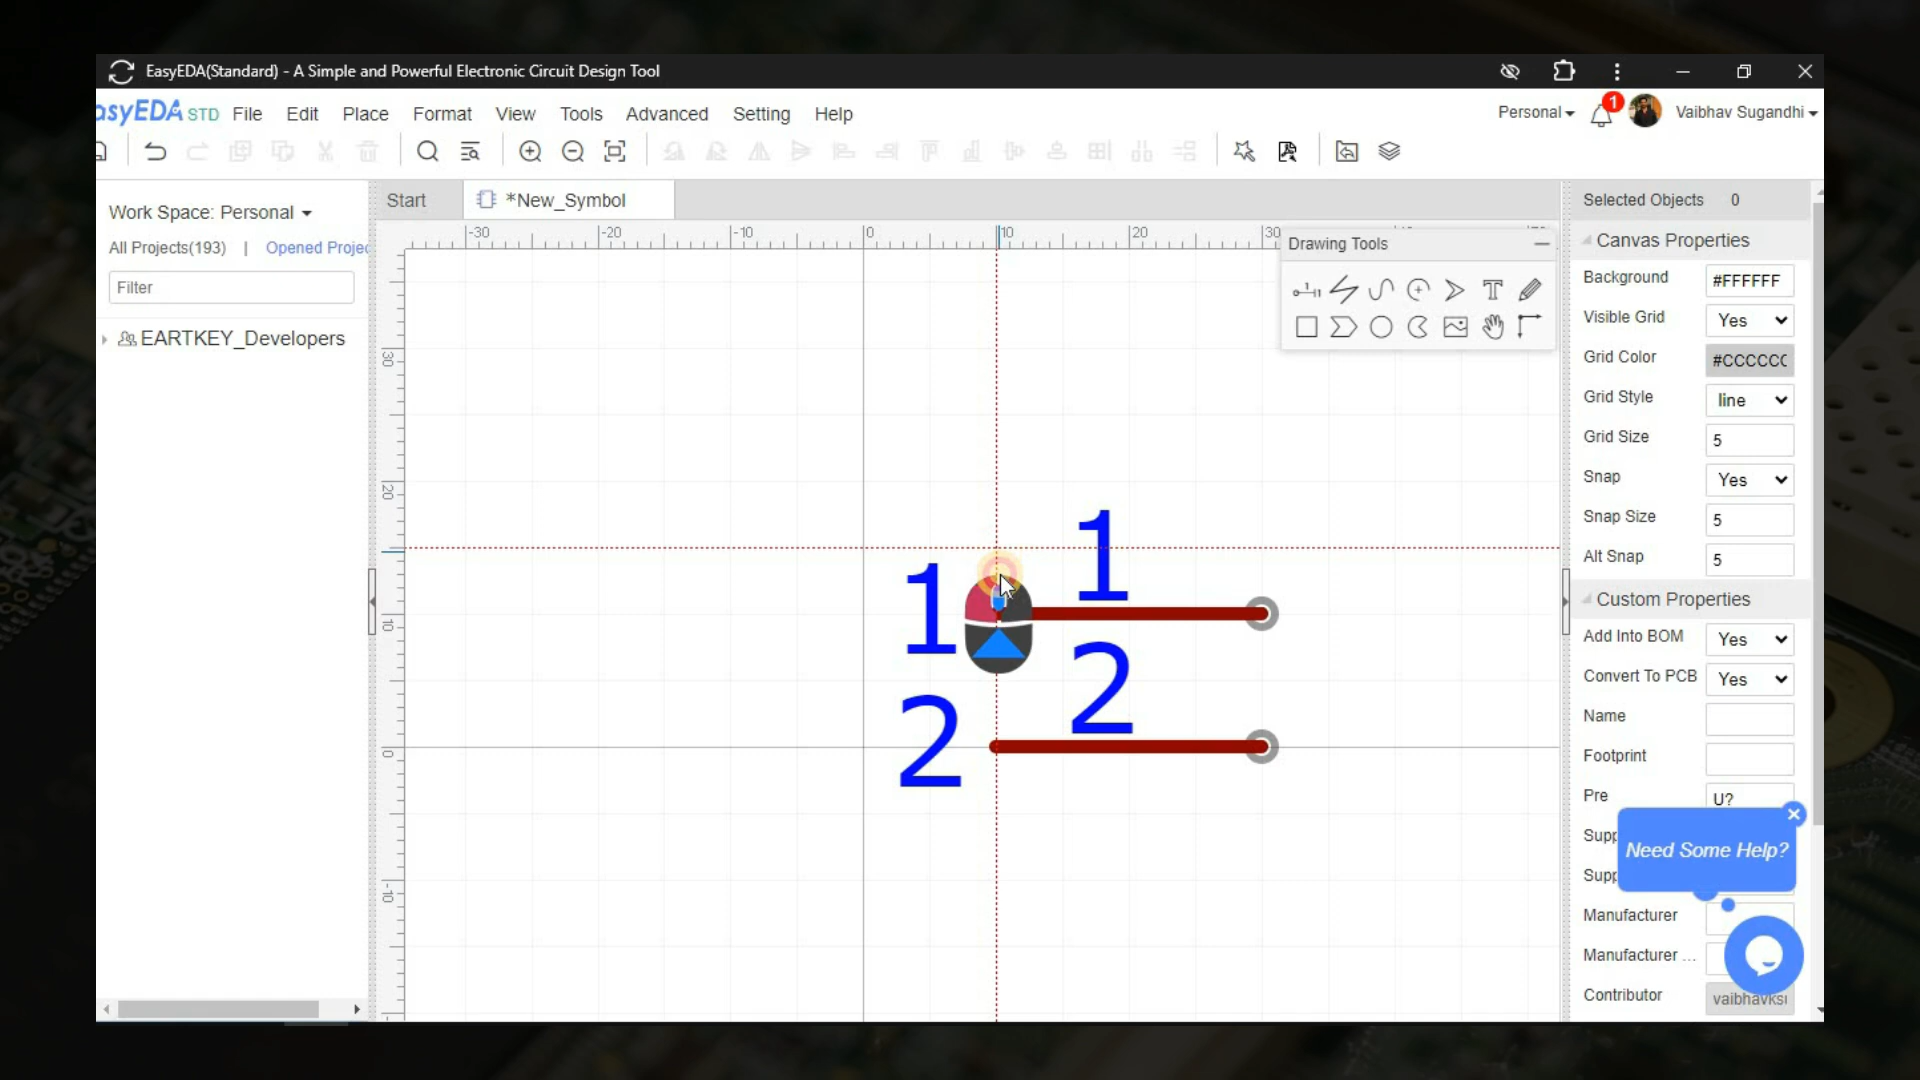 EasyEDA(Standard) - A Simple and Powerful Electronic Circuit Design Tool
asyEDA STD File Edit Place Format View Tools Advanced Setting Help
Personal 1 Vaibhav Sugandhi
Work Space: Personal
All Projects(193) | Opened Projec
Filter
EARTKEY_Developers
Start *New_Symbol
-30 -20 -10 0 10 20 30
30
20
10
0
-10
Drawing Tools
1 1
2 2
Selected Objects 0
Canvas Properties
Background #FFFFFF
Visible Grid Yes
Grid Color #CCCCCC
Grid Style line
Grid Size 5
Snap Yes
Snap Size 5
Alt Snap 5
Custom Properties
Add Into BOM Yes
Convert To PCB Yes
Name
Footprint
Pre U?
Supp
Supp
Need Some Help?
Manufacturer
Manufacturer ...
Contributor vaibhavksu